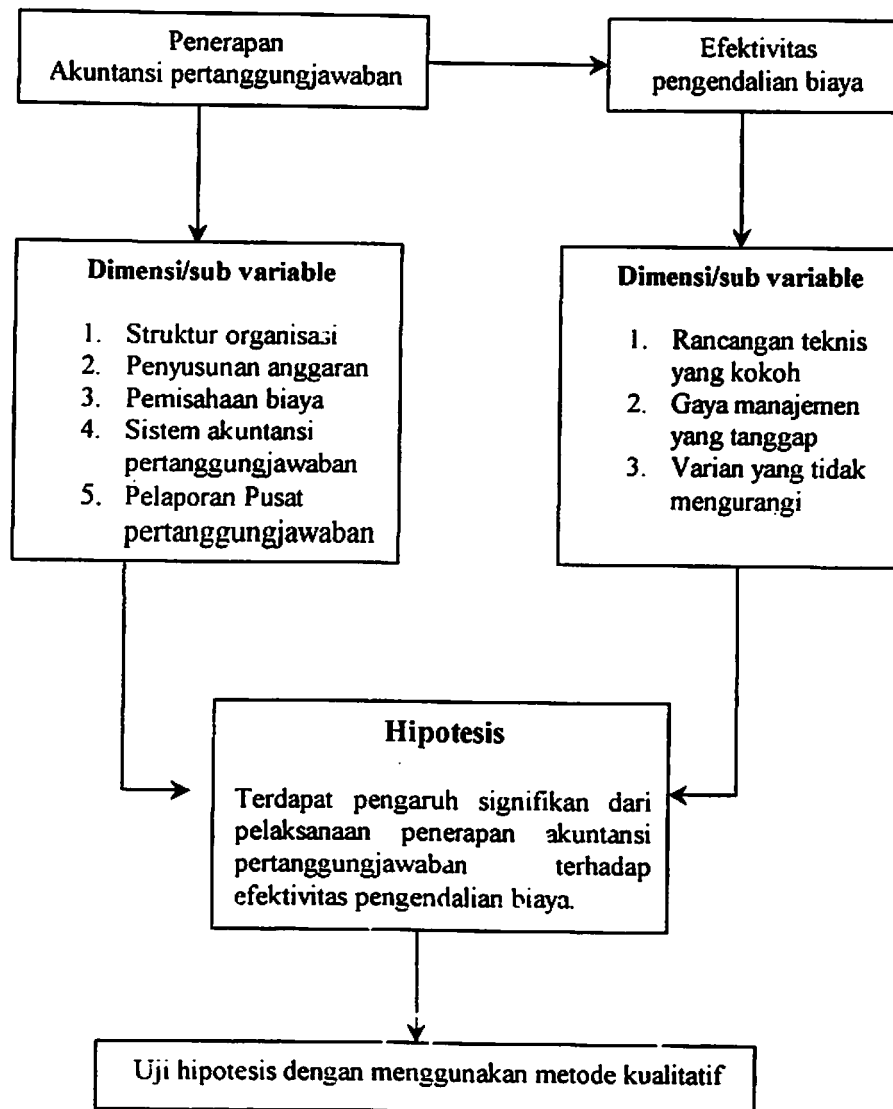 Penerapan
Akuntansi pertanggungjawaban
Efektivitas
pengendalian biaya
Dimensi/sub variable
1. Struktur organisasi
2. Penyusunan anggaran
3. Pemisahaan biaya
4. Sistem akuntansi
pertanggungjawaban
5. Pelaporan Pusat
pertanggungjawaban
Dimensi/sub variable
1. Rancangan teknis
yang kokoh
2. Gaya manajemen
yang tanggap
3. Varian yang tidak
mengurangi
Hipotesis
Terdapat pengaruh signifikan dari
pelaksanaan penerapan akuntansi
pertanggungjawaban terhadap
efektivitas pengendalian biaya.
Uji hipotesis dengan menggunakan metode kualitatif